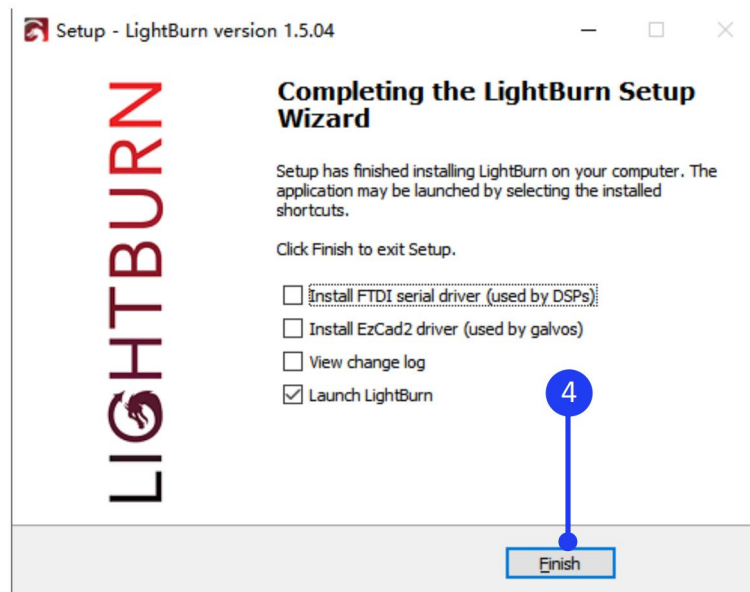 Setup - LightBurn version 1.5.04
LIGHTBURN
Completing the LightBurn Setup
Wizard
Setup has finished installing LightBurn on your computer. The
application may be launched by selecting the installed
shortcuts.
Click Finish to exit Setup.
Install FTDI serial driver (used by DSPs)
Install EzCad2 driver (used by galvos)
View change log
Launch LightBurn
4
Finish